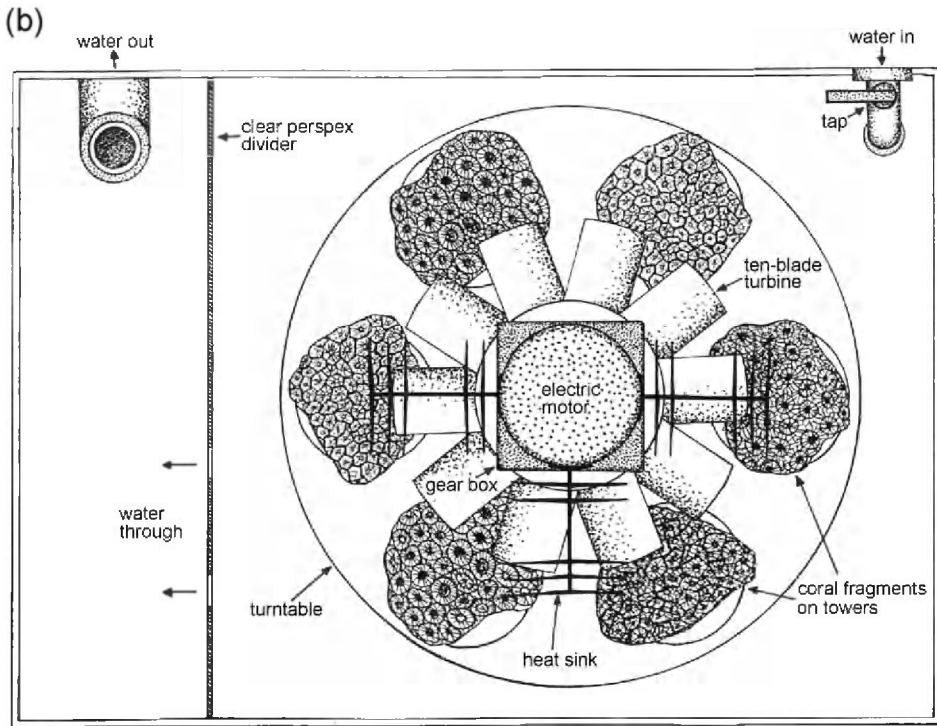 (b)
water out
water in
clear perspex
divider
tap
ten-blade
turbine
electric
motor
gear box
water
through
turntable
coral fragments
on towers
heat sink